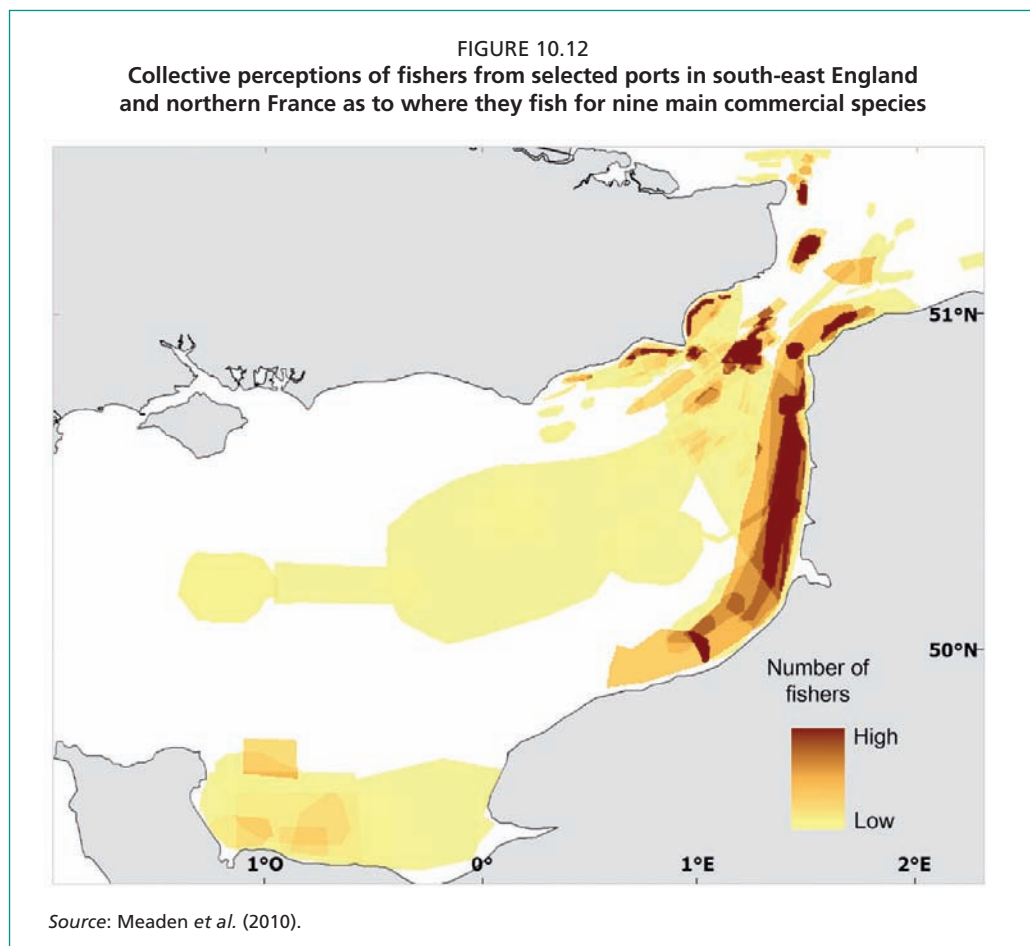 FIGURE 10.12
Collective perceptions of fishers from selected ports in south-east England
and northern France as to where they fish for nine main commercial species
51°N
50°N
Number of
fishers
High
Low
1°O
0°
1°E
2°E
Source: Meaden et al. (2010).